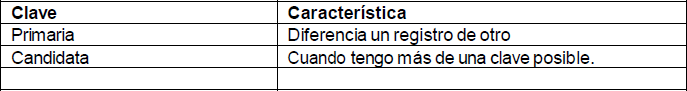 Clave Característica
Primaria Diferencia un registro de otro
Candidata Cuando tengo más de una clave posible.